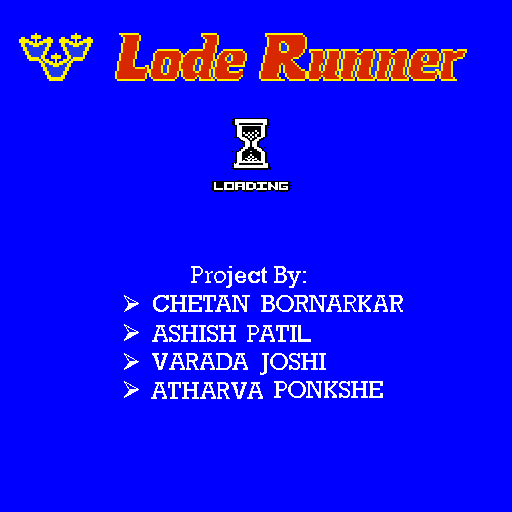 Lode Runner
LOADING
Project By:
➢ CHETAN BORNARKAR
➢ ASHISH PATIL
➢ VARADA JOSHI
➢ ATHARVA PONKSHE